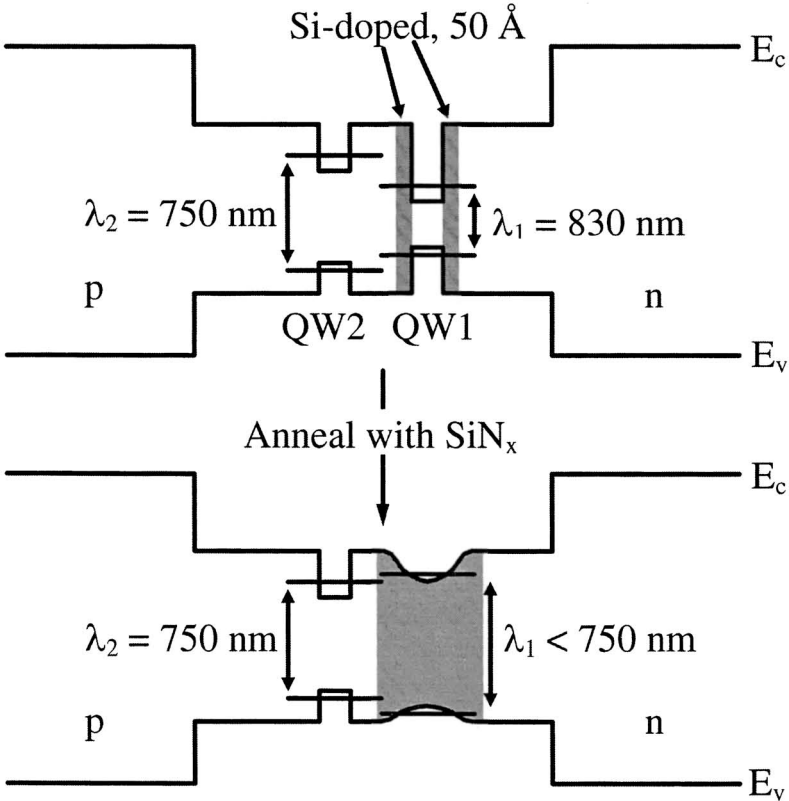 Si-doped, 50 Å
E_c
λ₂ = 750 nm
λ₁ = 830 nm
p
n
QW2
QW1
E_v
Anneal with SiN_x
E_c
λ₂ = 750 nm
λ₁ < 750 nm
p
n
E_v